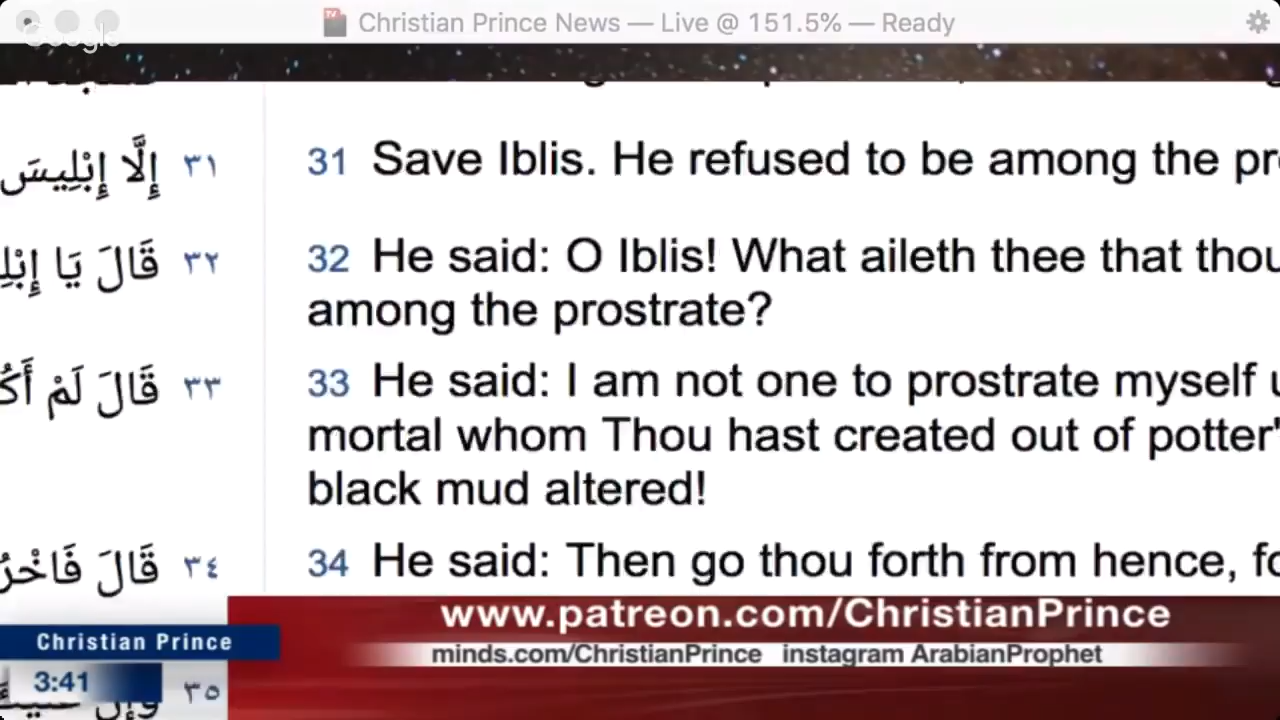 Christian Prince News — Live @ 151.5% — Ready
Google
إِلَّا إِبْلِيسَ ٣١
31 Save Iblis. He refused to be among the pr
قَالَ يَا إِبْلِ ٣٢
32 He said: O Iblis! What aileth thee that thou
among the prostrate?
قَالَ لَمْ أَكُ ٣٣
33 He said: I am not one to prostrate myself u
mortal whom Thou hast created out of potter'
black mud altered!
قَالَ فَاخْرُ ٣٤
34 He said: Then go thou forth from hence, fo
www.patreon.com/ChristianPrince
Christian Prince
minds.com/ChristianPrince instagram ArabianProphet
3:41
٣٥